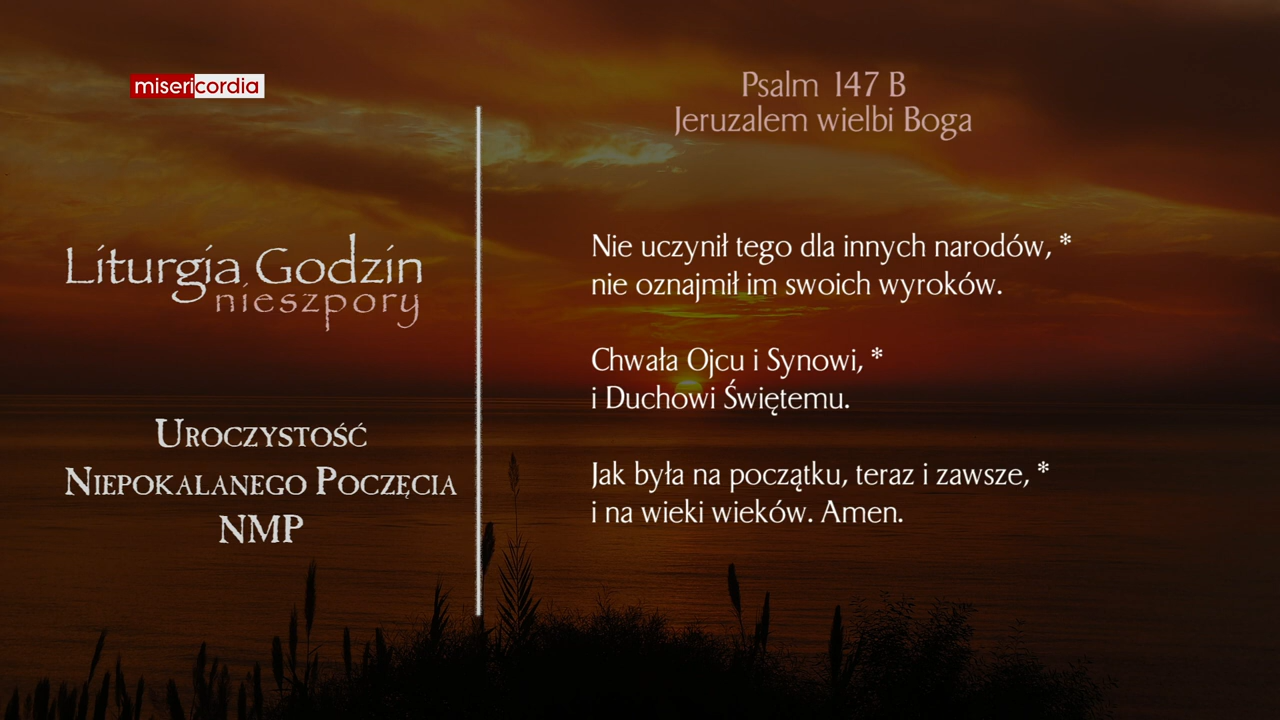 misericordia
Liturgia Godzin
nieszpory
Uroczystość
Niepokalanego Poczęcia
NMP
Psalm 147 B
Jeruzalem wielbi Boga
Nie uczynił tego dla innych narodów, *
nie oznajmił im swoich wyroków.
Chwała Ojcu i Synowi, *
i Duchowi Świętemu.
Jak była na początku, teraz i zawsze, *
i na wieki wieków. Amen.